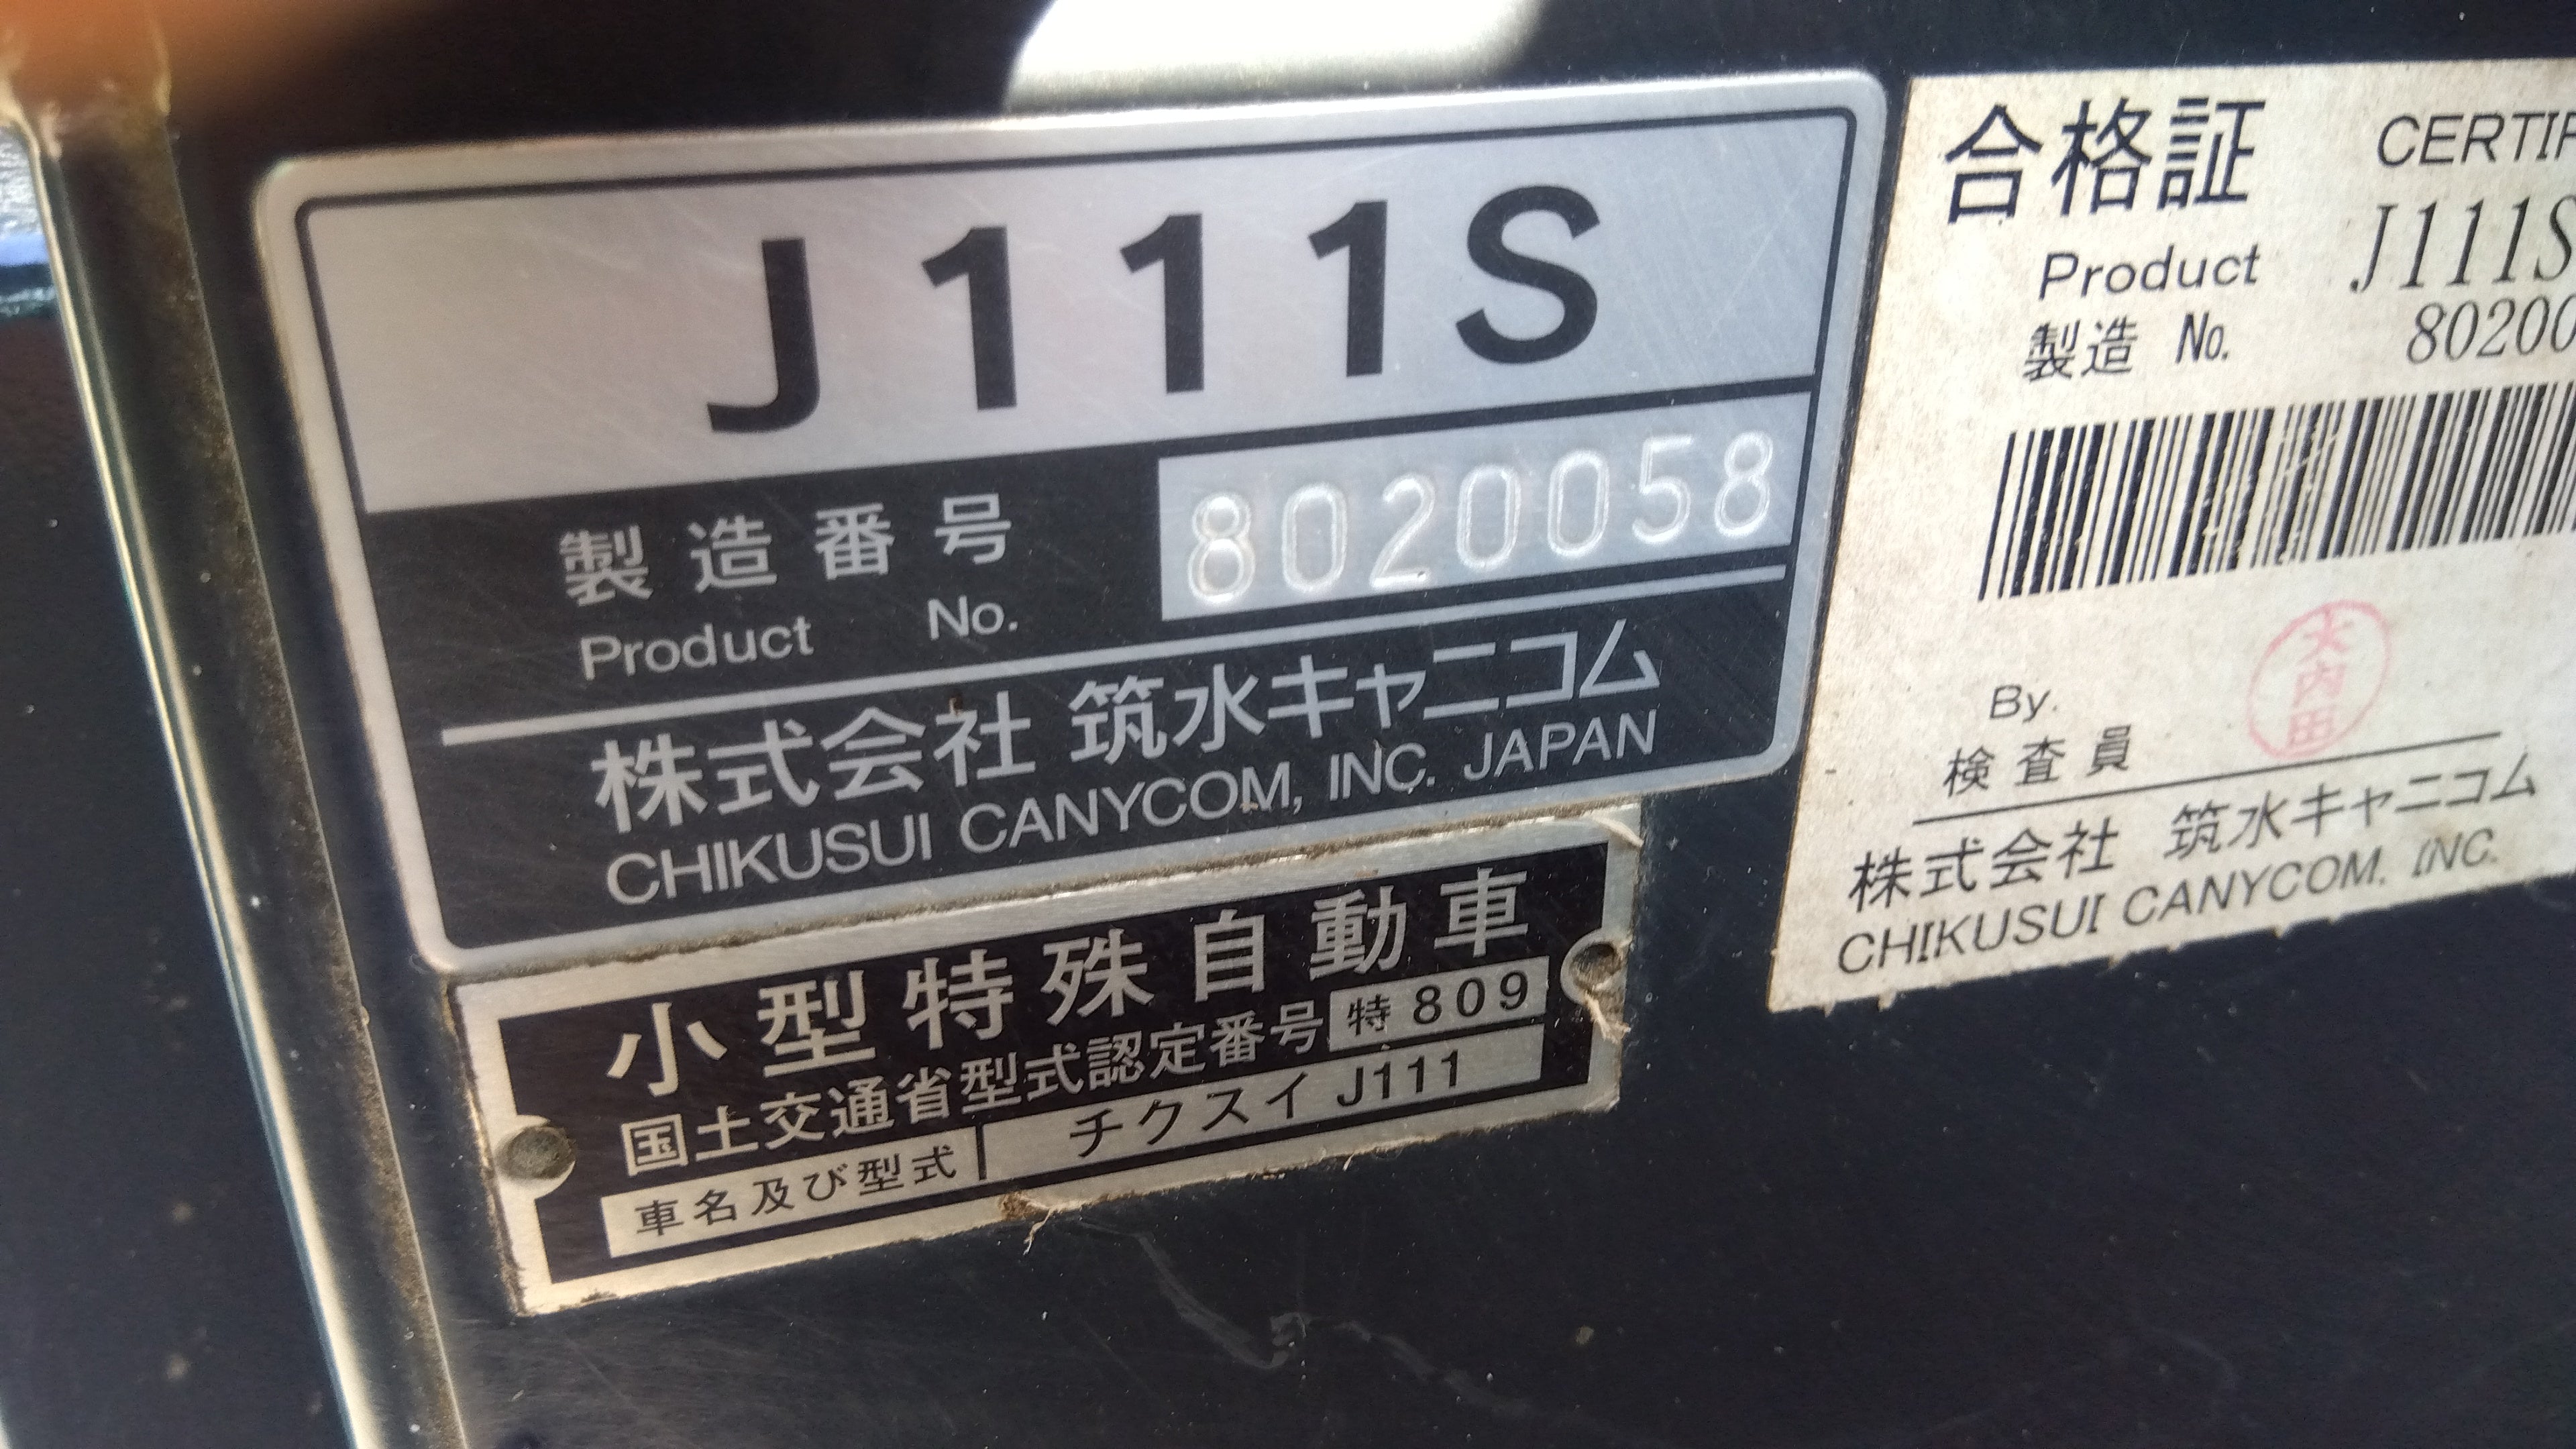 J111S
製造番号 8020058
Product No.
株式会社 筑水キャニコム
CHIKUSUI CANYCOM, INC. JAPAN
小型特殊自動車
国土交通省型式認定番号 特 809
車名及び型式 チクスイ J111
合格証
Product J111S
製造 No.
By.
検査員
株式会社 筑水キャニコム
CHIKUSUI CANYCOM, INC.